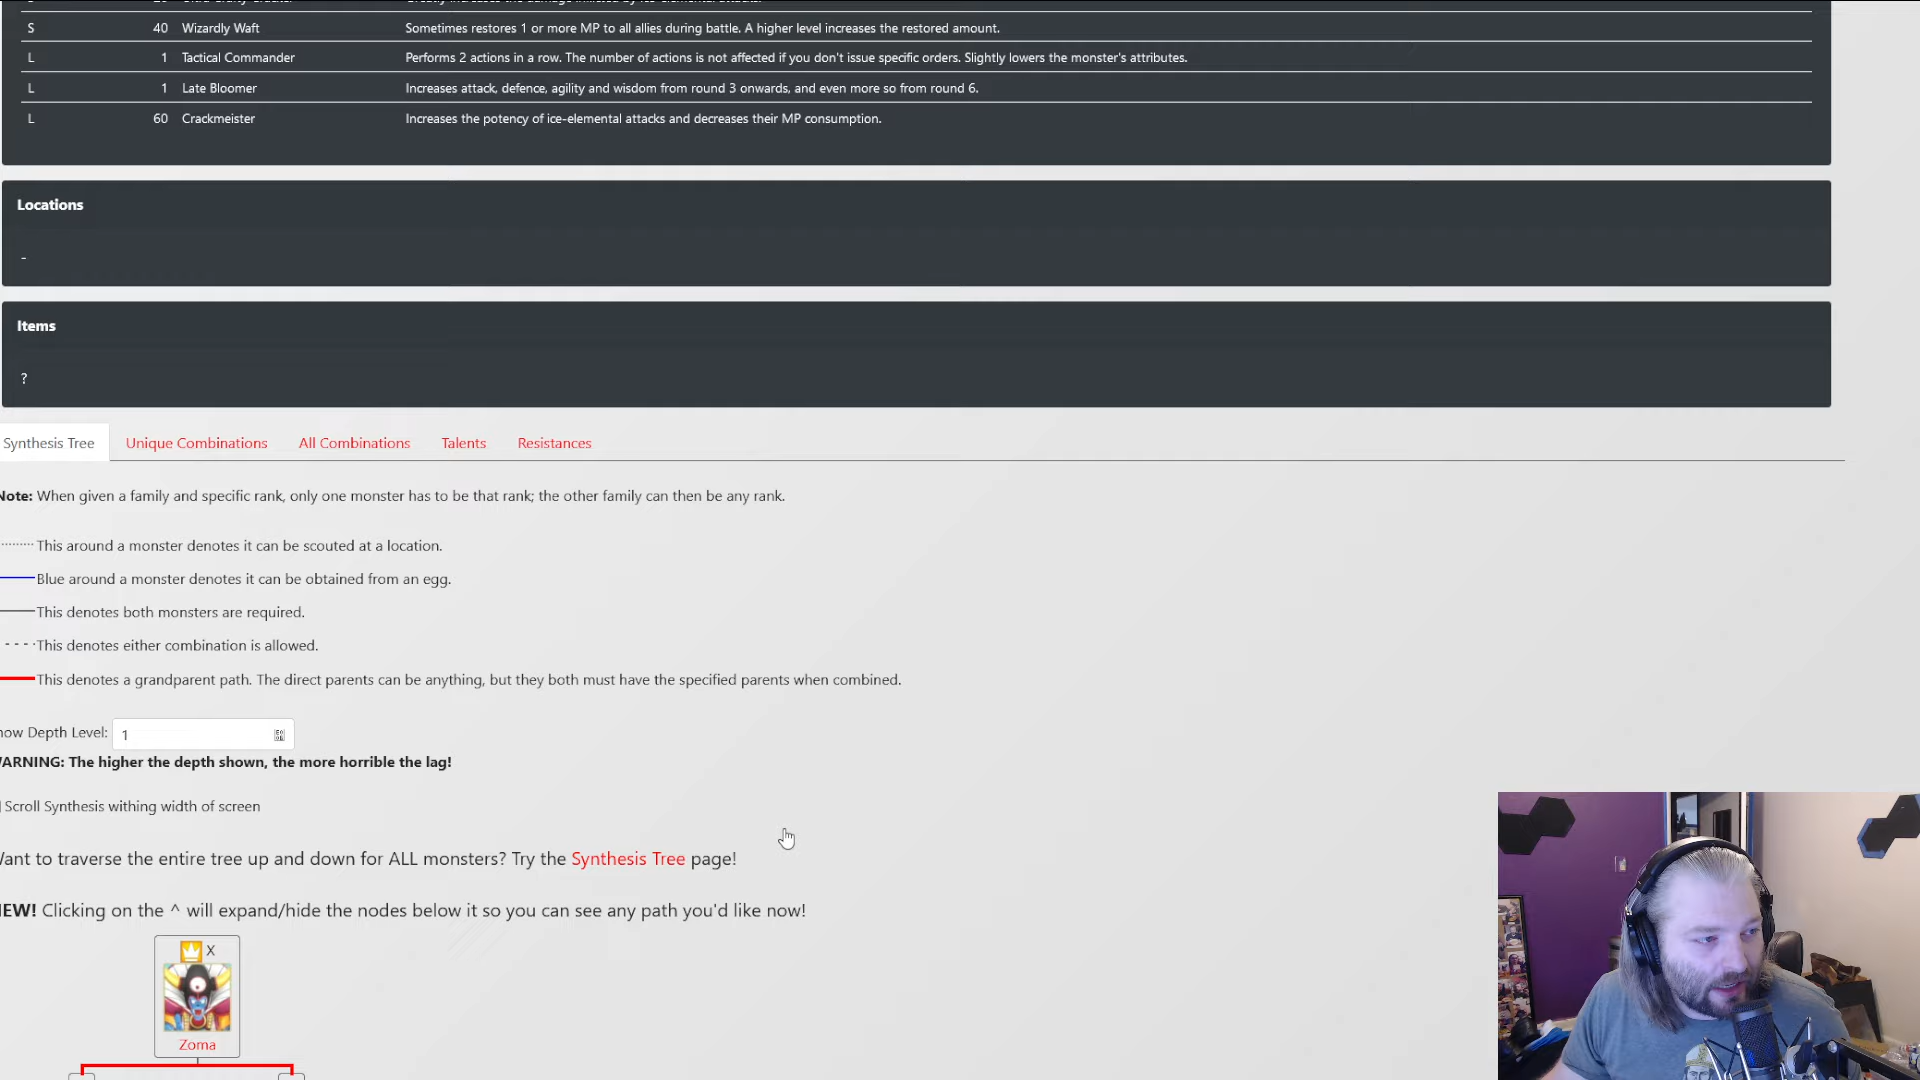 S 40 Wizardly Waft Sometimes restores 1 or more MP to all allies during battle. A higher level increases the restored amount.
L 1 Tactical Commander Performs 2 actions in a row. The number of actions is not affected if you don't issue specific orders. Slightly lowers the monster's attributes.
L 1 Late Bloomer Increases attack, defence, agility and wisdom from round 3 onwards, and even more so from round 6.
L 60 Crackmeister Increases the potency of ice-elemental attacks and decreases their MP consumption.
Locations
-
Items
?
Synthesis Tree Unique Combinations All Combinations Talents Resistances
Note: When given a family and specific rank, only one monster has to be that rank; the other family can then be any rank.
This around a monster denotes it can be scouted at a location.
Blue around a monster denotes it can be obtained from an egg.
This denotes both monsters are required.
This denotes either combination is allowed.
This denotes a grandparent path. The direct parents can be anything, but they both must have the specified parents when combined.
how Depth Level: 1
WARNING: The higher the depth shown, the more horrible the lag!
Scroll Synthesis withing width of screen
Want to traverse the entire tree up and down for ALL monsters? Try the Synthesis Tree page!
NEW! Clicking on the ^ will expand/hide the nodes below it so you can see any path you'd like now!
X
Zoma